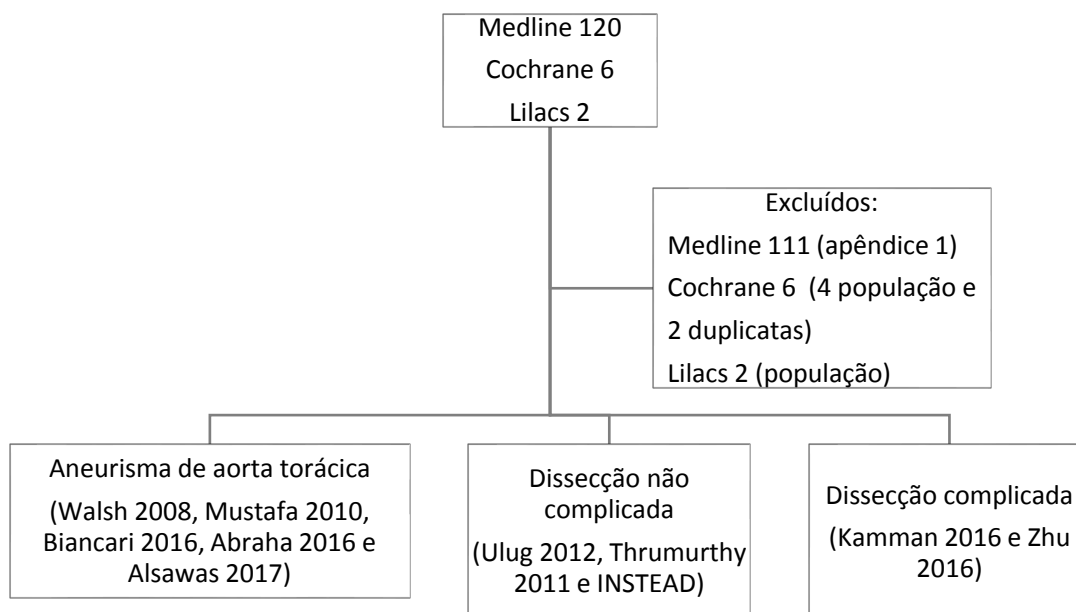 Medline 120
Cochrane 6
Lilacs 2
Excluídos:
Medline 111 (apêndice 1)
Cochrane 6 (4 população e
2 duplicatas)
Lilacs 2 (população)
Aneurisma de aorta torácica
(Walsh 2008, Mustafa 2010,
Biancari 2016, Abraha 2016 e
Alsawas 2017)
Dissecção não
complicada
(Ulug 2012, Thrumurthy
2011 e INSTEAD)
Dissecção complicada
(Kamman 2016 e Zhu
2016)